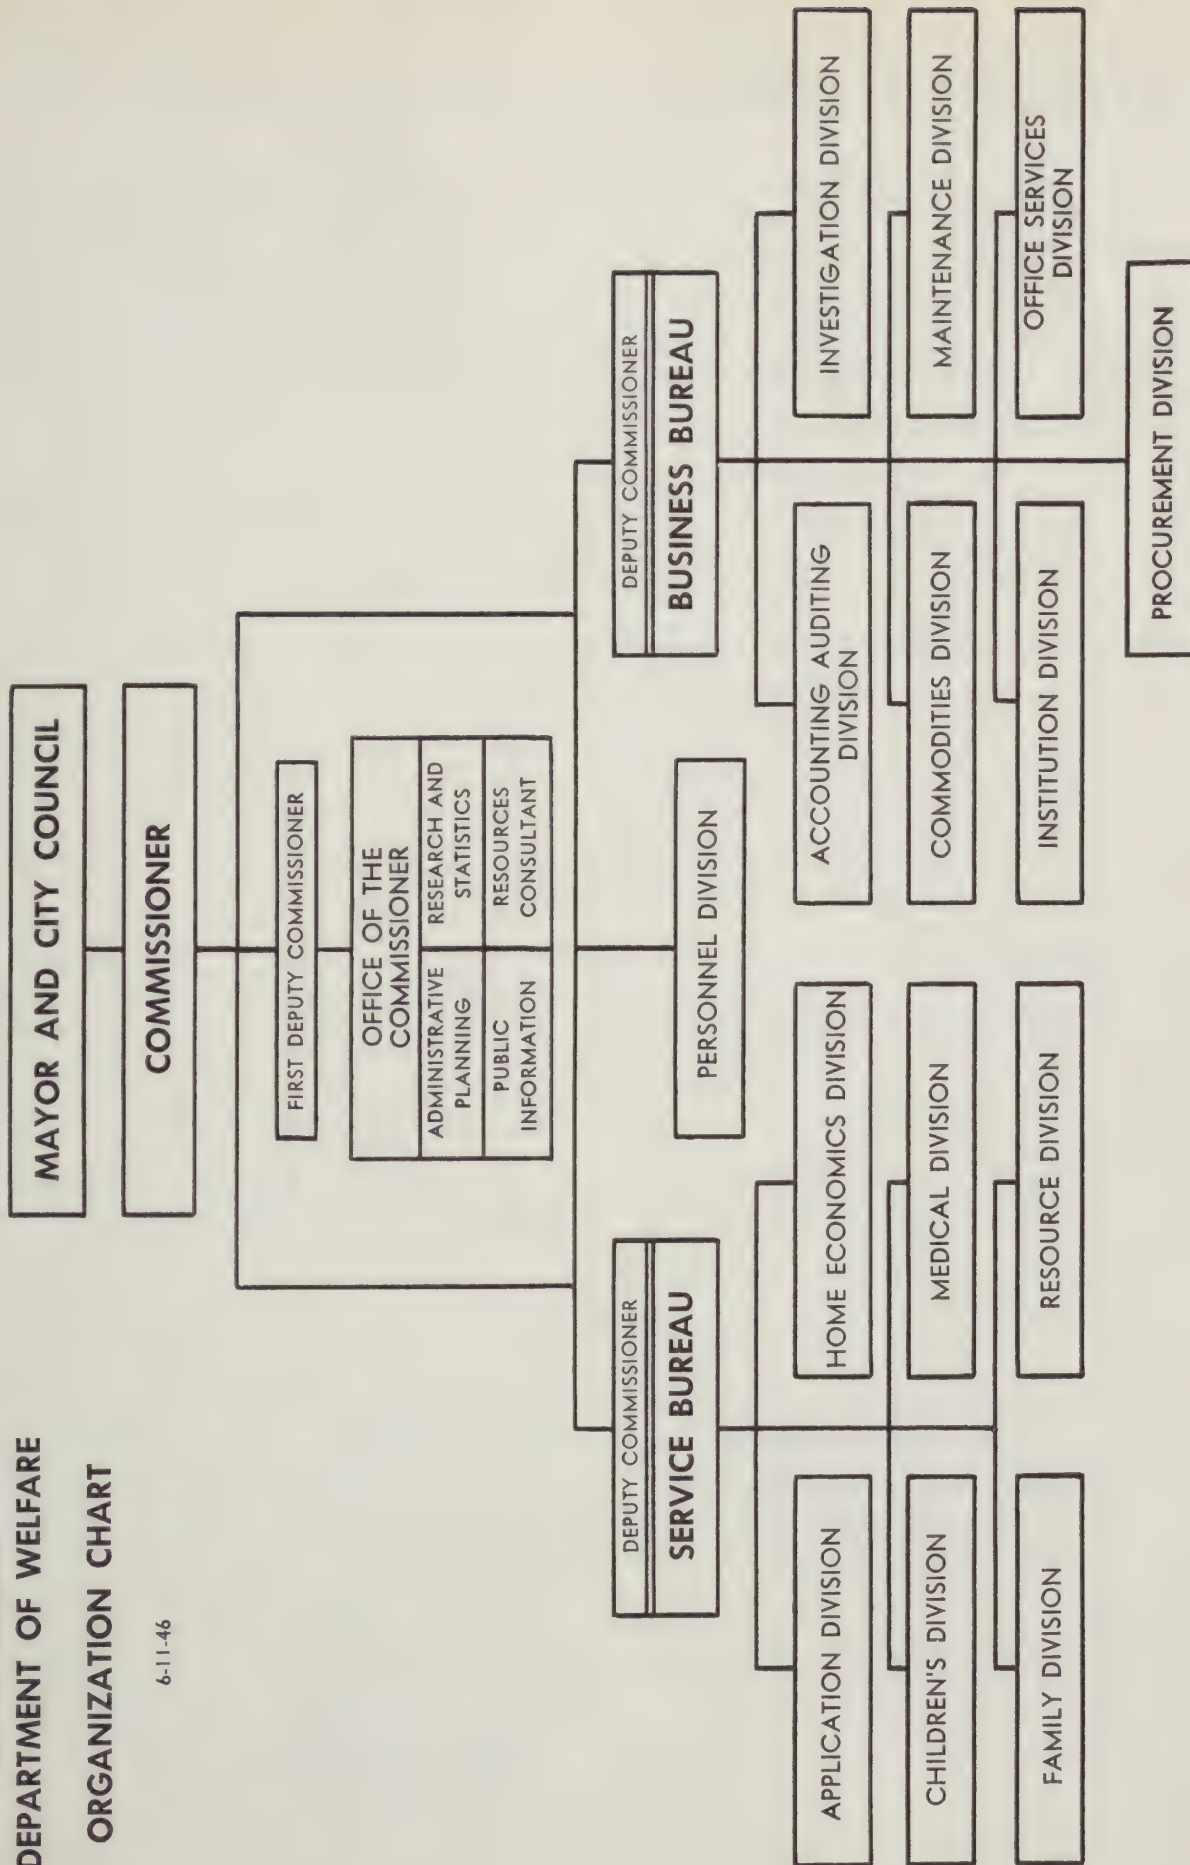 DEPARTMENT OF WELFARE
ORGANIZATION CHART
6-11-46
MAYOR AND CITY COUNCIL
COMMISSIONER
FIRST DEPUTY COMMISSIONER
OFFICE OF THE
COMMISSIONER
ADMINISTRATIVE
PLANNING
RESEARCH AND
STATISTICS
PUBLIC
INFORMATION
RESOURCES
CONSULTANT
DEPUTY COMMISSIONER
SERVICE BUREAU
PERSONNEL DIVISION
DEPUTY COMMISSIONER
BUSINESS BUREAU
APPLICATION DIVISION
HOME ECONOMICS DIVISION
CHILDREN'S DIVISION
MEDICAL DIVISION
FAMILY DIVISION
RESOURCE DIVISION
ACCOUNTING AUDITING
DIVISION
INVESTIGATION DIVISION
COMMODITIES DIVISION
MAINTENANCE DIVISION
INSTITUTION DIVISION
OFFICE SERVICES
DIVISION
PROCUREMENT DIVISION